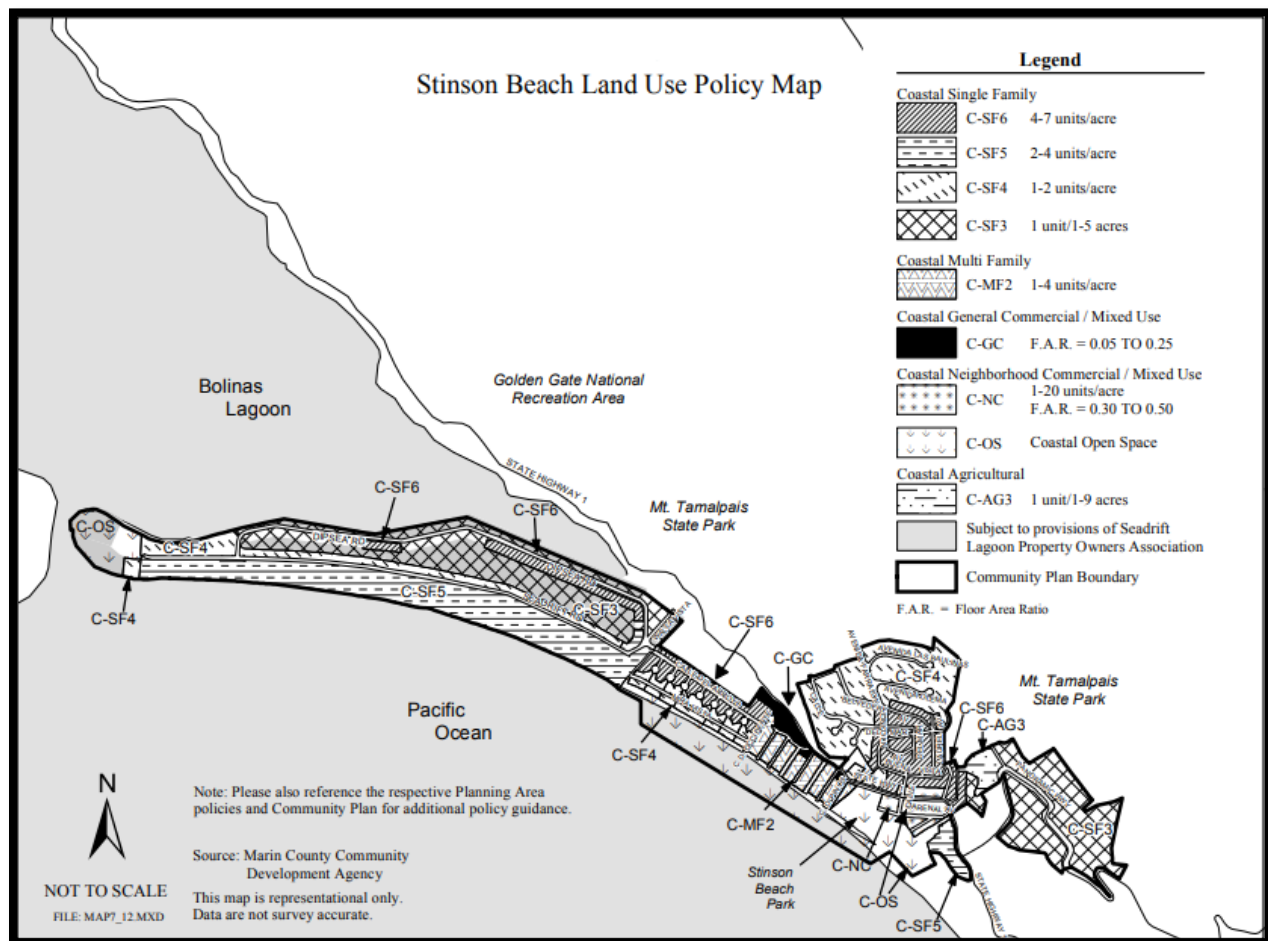 Stinson Beach Land Use Policy Map
Legend
Coastal Single Family
C-SF6 4-7 units/acre
C-SF5 2-4 units/acre
C-SF4 1-2 units/acre
C-SF3 1 unit/1-5 acres
Coastal Multi Family
C-MF2 1-4 units/acre
Coastal General Commercial / Mixed Use
C-GC F.A.R. = 0.05 TO 0.25
Coastal Neighborhood Commercial / Mixed Use
C-NC 1-20 units/acre
F.A.R. = 0.30 TO 0.50
C-OS Coastal Open Space
Coastal Agricultural
C-AG3 1 unit/1-9 acres
Subject to provisions of Seadrift
Lagoon Property Owners Association
Community Plan Boundary
F.A.R. = Floor Area Ratio
Bolinas
Lagoon
Golden Gate National
Recreation Area
STATE HIGHWAY 1
Mt. Tamalpais
State Park
C-SF6
C-SF6
C-OS
DIPSEA RD
C-SF4
C-SF5
C-SF3
C-SF4
C-SF6
C-GC
C-SF4
Mt. Tamalpais
State Park
C-SF6
C-AG3
C-SF3
Pacific
Ocean
C-SF4
C-MF2
C-NC
ARENAL
Stinson
Beach
Park
C-OS
C-SF5
STATE HIGHWAY
N
NOT TO SCALE
FILE: MAP7_12.MXD
Note: Please also reference the respective Planning Area
policies and Community Plan for additional policy guidance.
Source: Marin County Community
Development Agency
This map is representational only.
Data are not survey accurate.